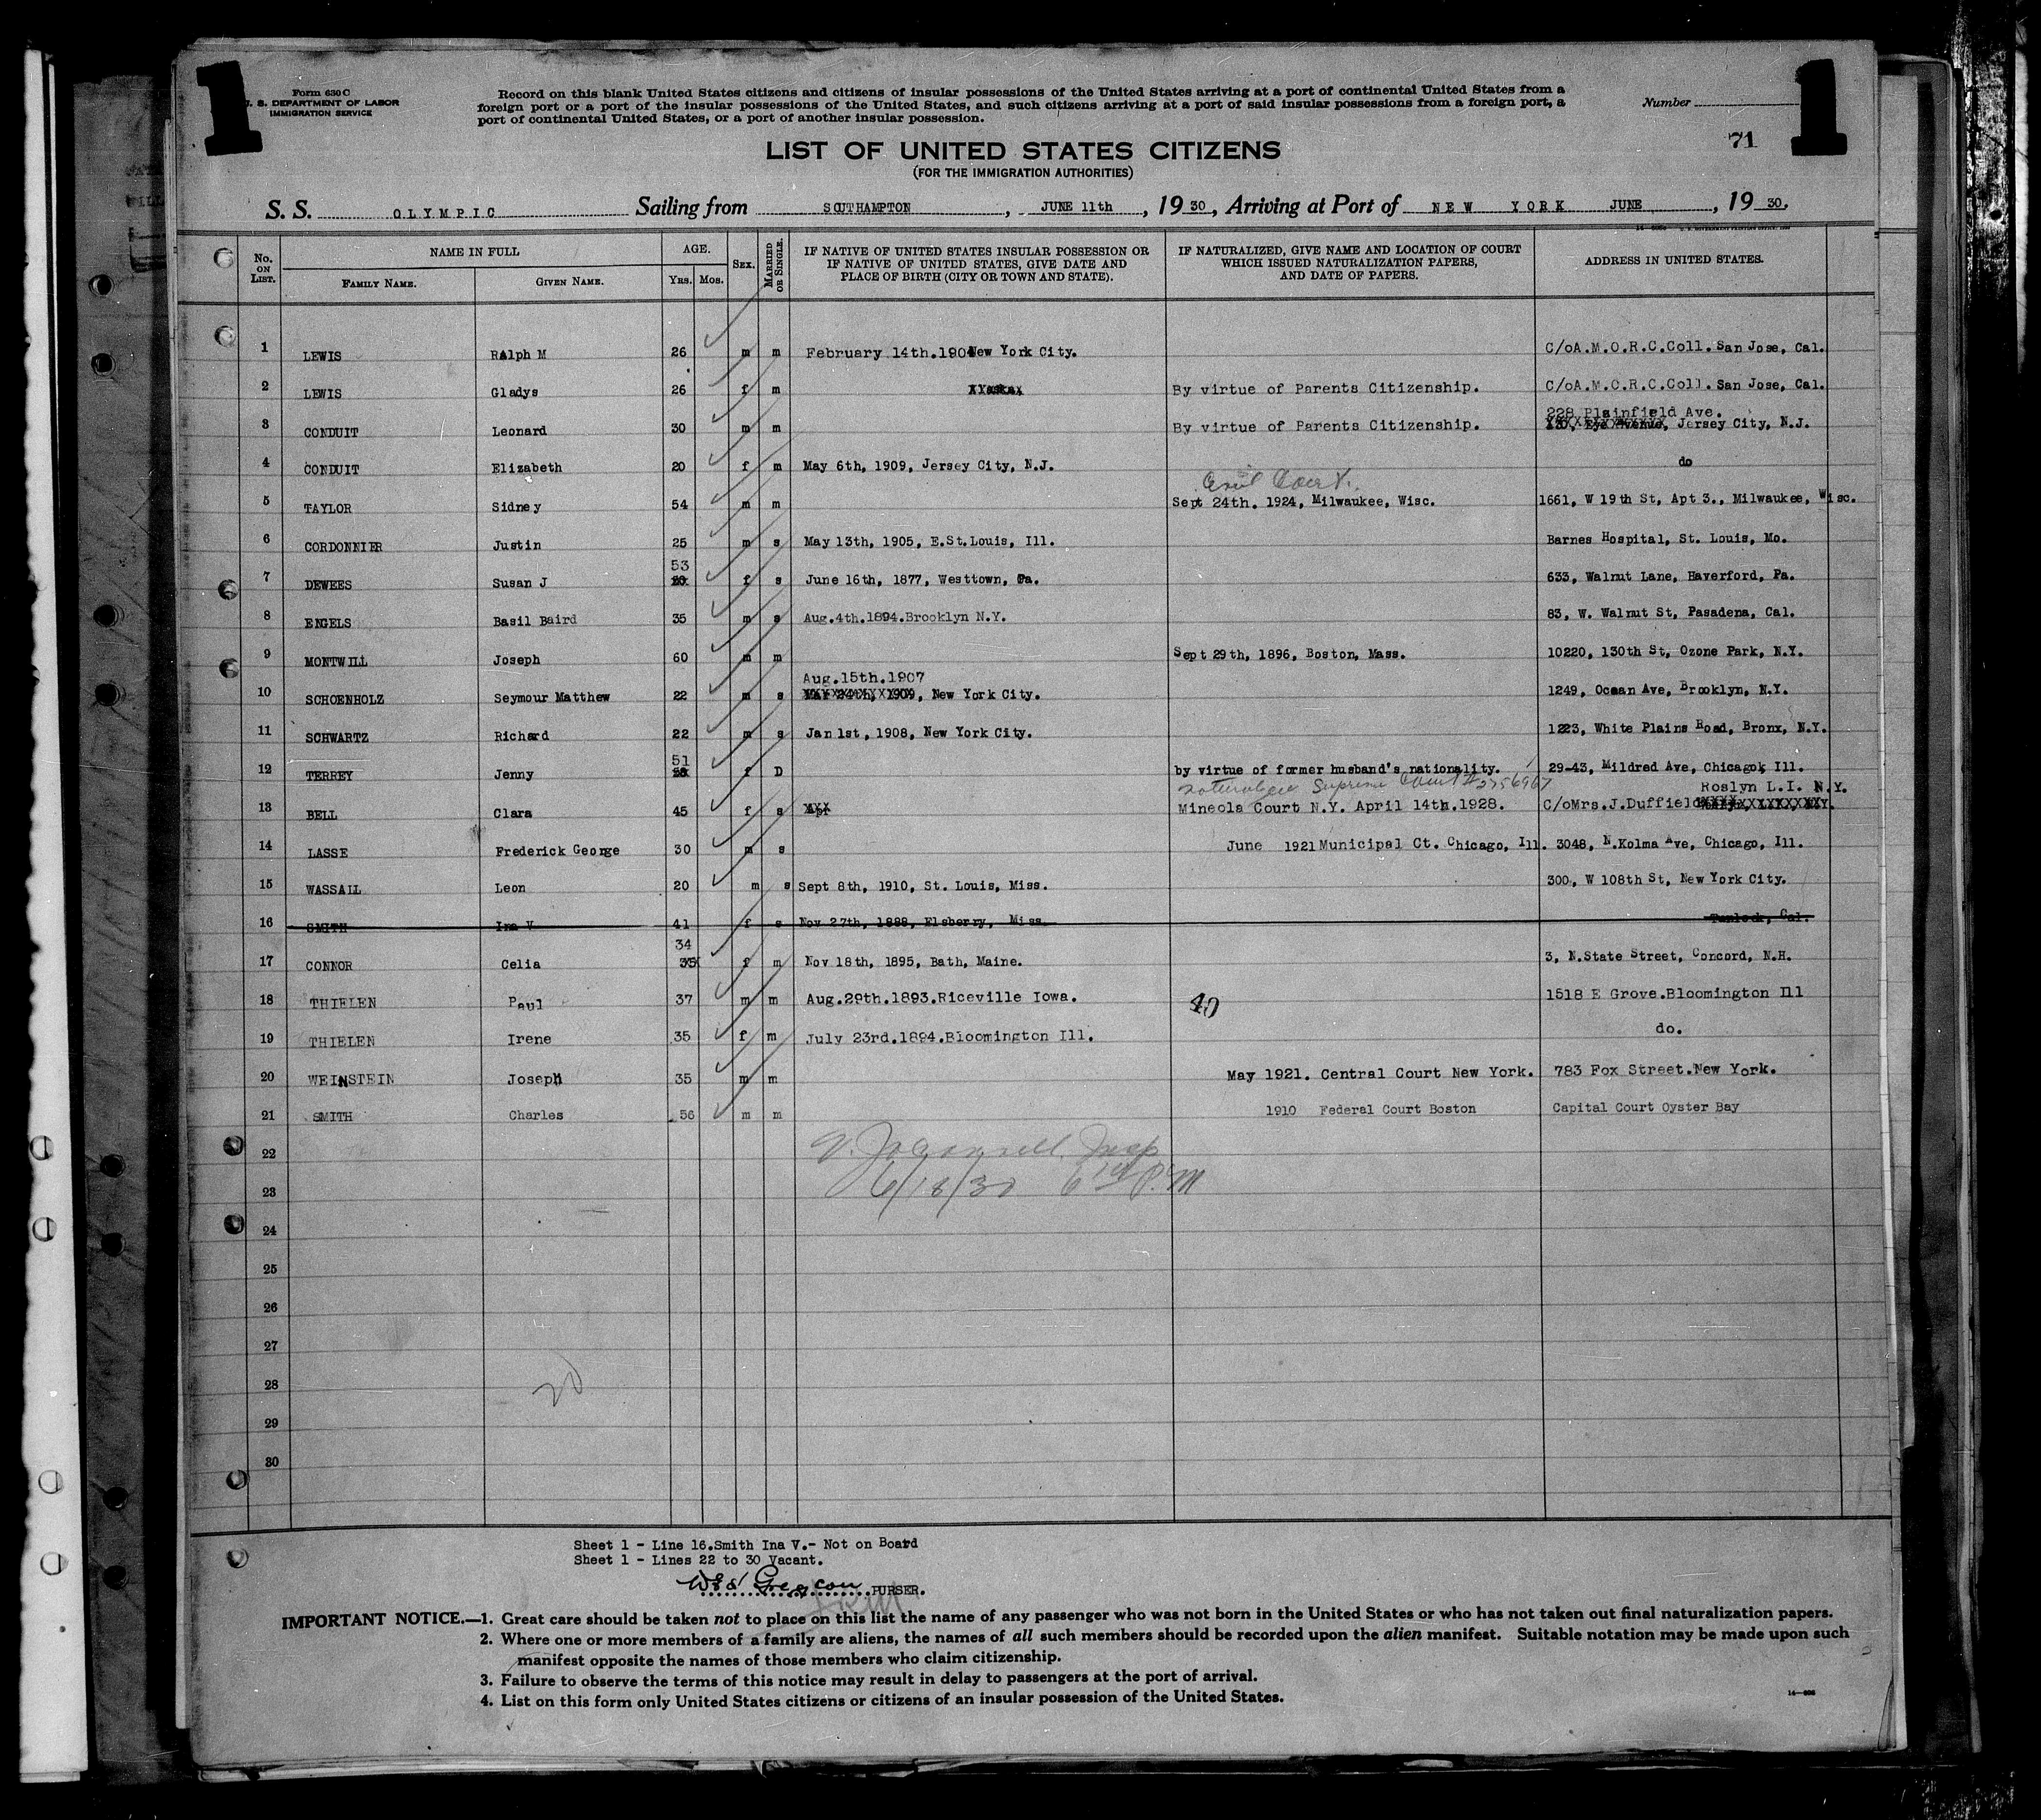 1 1
Form 630 C
U. S. DEPARTMENT OF LABOR
IMMIGRATION SERVICE
Record on this blank United States citizens and citizens of insular possessions of the United States arriving at a port of continental United States from a
foreign port or a port of the insular possessions of the United States, and such citizens arriving at a port of said insular possessions from a foreign port, a
port of continental United States, or a port of another insular possession.
Number
71
LIST OF UNITED STATES CITIZENS
(FOR THE IMMIGRATION AUTHORITIES)
S. S. OLYMPIC Sailing from SOUTHAMPTON, JUNE 11th, 1930, Arriving at Port of NEW YORK JUNE, 1930.
No. ON LIST. NAME IN FULL FAMILY NAME. GIVEN NAME. AGE. YRS. MOS. SEX. MARRIED OR SINGLE. IF NATIVE OF UNITED STATES INSULAR POSSESSION OR IF NATIVE OF UNITED STATES, GIVE DATE AND PLACE OF BIRTH (CITY OR TOWN AND STATE). IF NATURALIZED, GIVE NAME AND LOCATION OF COURT WHICH ISSUED NATURALIZATION PAPERS, AND DATE OF PAPERS. ADDRESS IN UNITED STATES.
1 LEWIS Ralph M 26 m m February 14th.1904 New York City. C/oA.M.O.R.C.Coll. San Jose, Cal.
2 LEWIS Gladys 26 f m By virtue of Parents Citizenship. C/oA.M.O.R.C.Coll. San Jose, Cal.
228 Plainfield Ave.
3 CONDUIT Leonard 30 m m By virtue of Parents Citizenship. Jersey City, N.J.
4 CONDUIT Elizabeth 20 f m May 6th, 1909, Jersey City, N.J. do
Civil Court.
5 TAYLOR Sidney 54 m m Sept 24th. 1924, Milwaukee, Wisc. 1661, W 19th St, Apt 3., Milwaukee, Wisc.
6 CORDONNIER Justin 25 m s May 13th, 1905, E.St.Louis, Ill. Barnes Hospital, St. Louis, Mo.
53
7 DEWEES Susan J f s June 16th, 1877, Westtown, Pa. 633, Walnut Lane, Haverford, Pa.
8 ENGELS Basil Baird 35 m s Aug.4th.1894.Brooklyn N.Y. 83, W. Walnut St, Pasadena, Cal.
9 MONTWILL Joseph 60 m m Sept 29th, 1896, Boston, Mass. 10220, 130th St, Ozone Park, N.Y.
Aug.15th.1907
10 SCHOENHOLZ Seymour Matthew 22 m s Mar 24th, 1909, New York City. 1249, Ocean Ave, Brooklyn, N.Y.
11 SCHWARTZ Richard 22 m s Jan 1st, 1908, New York City. 1223, White Plains Road, Bronx, N.Y.
51
12 TERREY Jenny f D by virtue of former husband's nationality. 29-43, Mildred Ave, Chicago, Ill.
Supreme Court Roslyn L.I. N.Y.
13 BELL Clara 45 f s Apr Mineola Court N.Y. April 14th.1928. C/oMrs.J.Duffield
14 LASSE Frederick George 30 m s June 1921 Municipal Ct. Chicago, Ill. 3048, N.Kolma Ave, Chicago, Ill.
15 WASSAIL Leon 20 m s Sept 8th, 1910, St. Louis, Miss. 300, W 108th St, New York City.
16 SMITH Ina V 41 f s Nov 27th, 1888, Elsberry, Miss. Cal.
34
17 CONNOR Celia 35 f m Nov 18th, 1895, Bath, Maine. 3, N.State Street, Concord, N.H.
18 THIELEN Paul 37 m m Aug.29th.1893.Riceville Iowa. 40 1518 E Grove.Bloomington Ill
19 THIELEN Irene 35 f m July 23rd.1894.Bloomington Ill. do.
20 WEINSTEIN Joseph 35 m m May 1921. Central Court New York. 783 Fox Street.New York.
21 SMITH Charles 56 m m 1910 Federal Court Boston Capital Court Oyster Bay
22
23 6/18/30 P.M
24
25
26
27
28
20
29
30
Sheet 1 - Line 16.Smith Ina V.- Not on Board
Sheet 1 - Lines 22 to 30 Vacant.
PURSER.
IMPORTANT NOTICE.—1. Great care should be taken not to place on this list the name of any passenger who was not born in the United States or who has not taken out final naturalization papers.
2. Where one or more members of a family are aliens, the names of all such members should be recorded upon the alien manifest. Suitable notation may be made upon such
manifest opposite the names of those members who claim citizenship.
3. Failure to observe the terms of this notice may result in delay to passengers at the port of arrival.
4. List on this form only United States citizens or citizens of an insular possession of the United States.